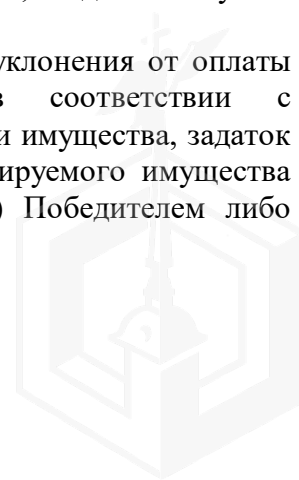 уклонения от оплаты
в соответствии с
и имущества, задаток
ируемого имущества
) Победителем либо